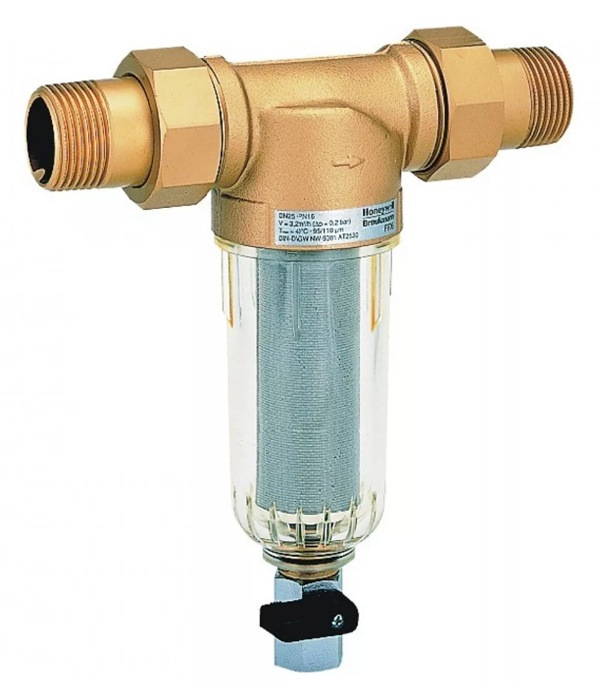 DN25 · PN16
V = 3,2m³/h (Δp = 0,2 bar)
40°C - 95/110 µm
DIN-DVGW NW 9301 AT2530
Honeywell
Braukmann
FF06